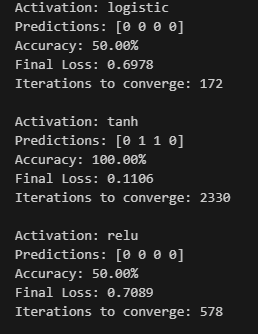 Activation: logistic
Predictions: [0 0 0 0]
Accuracy: 50.00%
Final Loss: 0.6978
Iterations to converge: 172
Activation: tanh
Predictions: [0 1 1 0]
Accuracy: 100.00%
Final Loss: 0.1106
Iterations to converge: 2330
Activation: relu
Predictions: [0 0 0 0]
Accuracy: 50.00%
Final Loss: 0.7089
Iterations to converge: 578